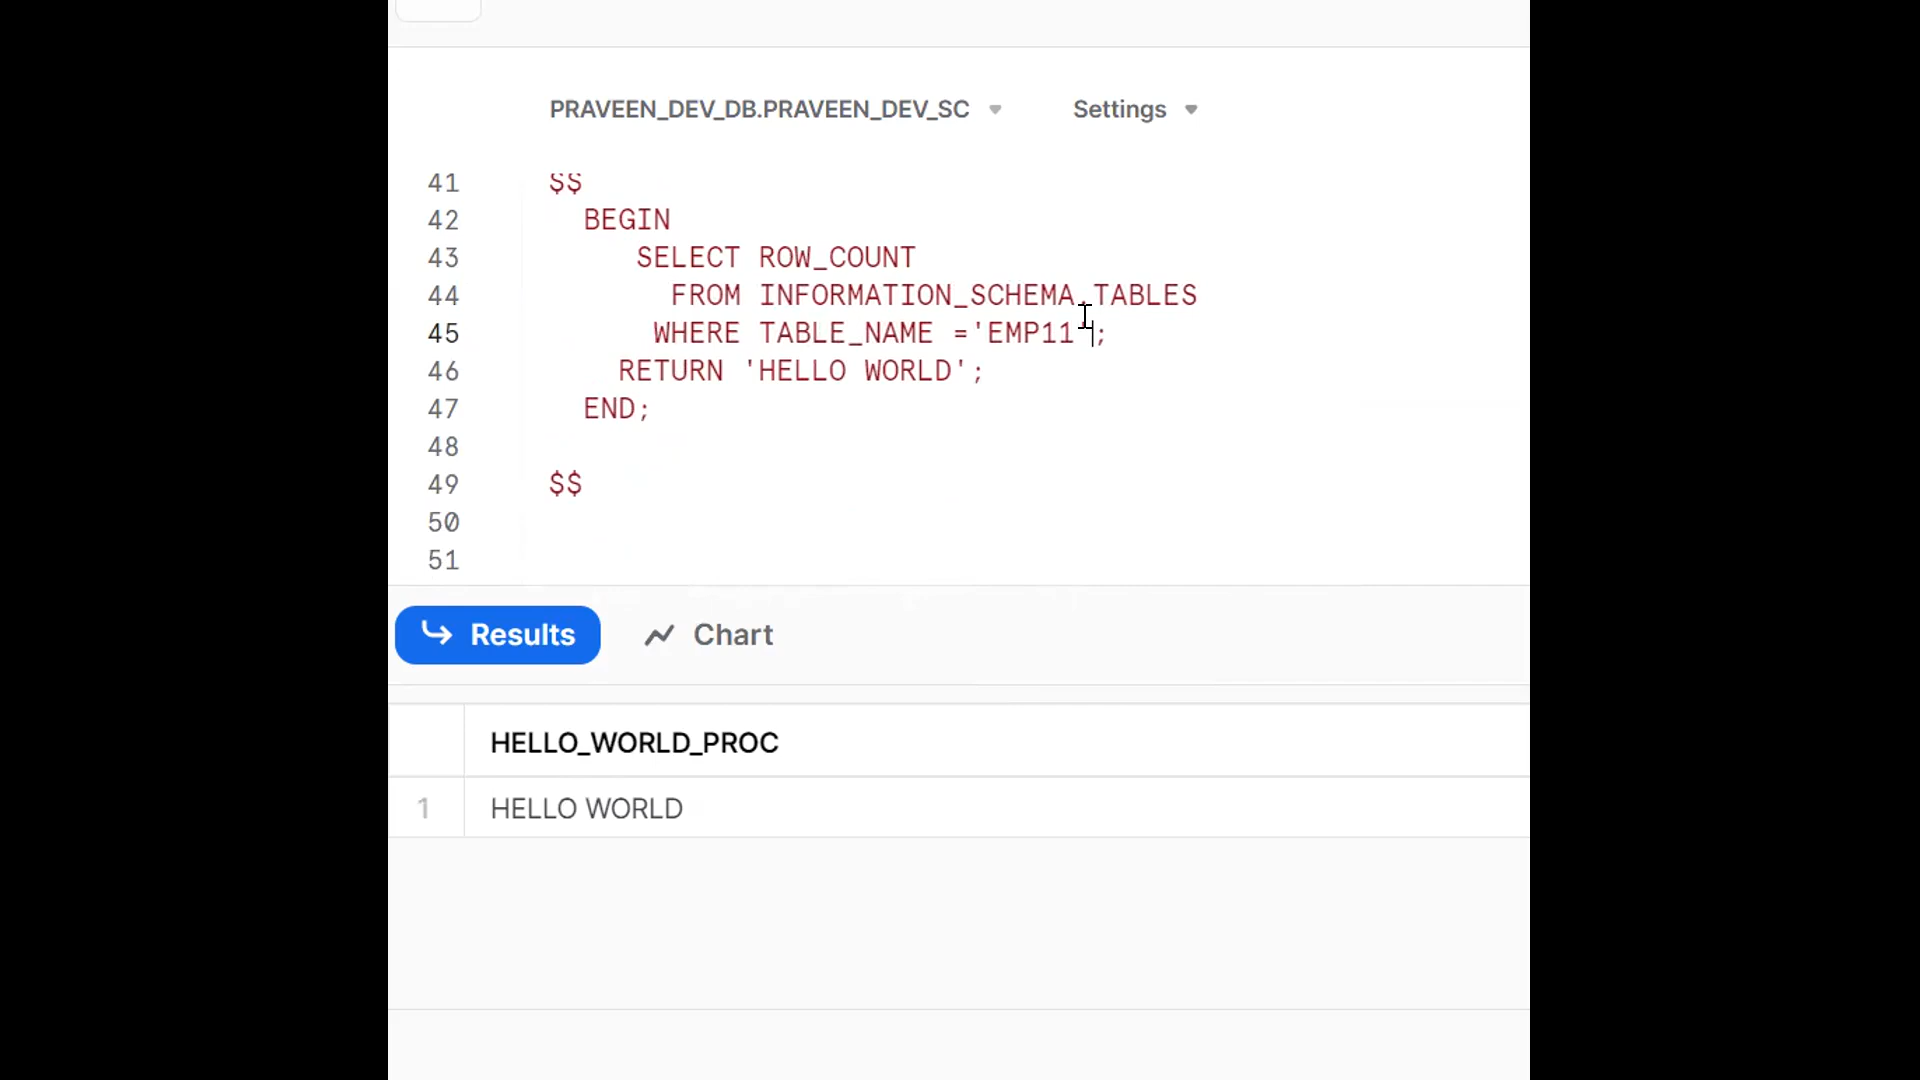 PRAVEEN_DEV_DB.PRAVEEN_DEV_SC Settings
41 $$
42 BEGIN
43 SELECT ROW_COUNT
44 FROM INFORMATION_SCHEMA.TABLES
45 WHERE TABLE_NAME ='EMP11';
46 RETURN 'HELLO WORLD';
47 END;
48
49 $$
50
51
Results Chart
HELLO_WORLD_PROC
1 HELLO WORLD